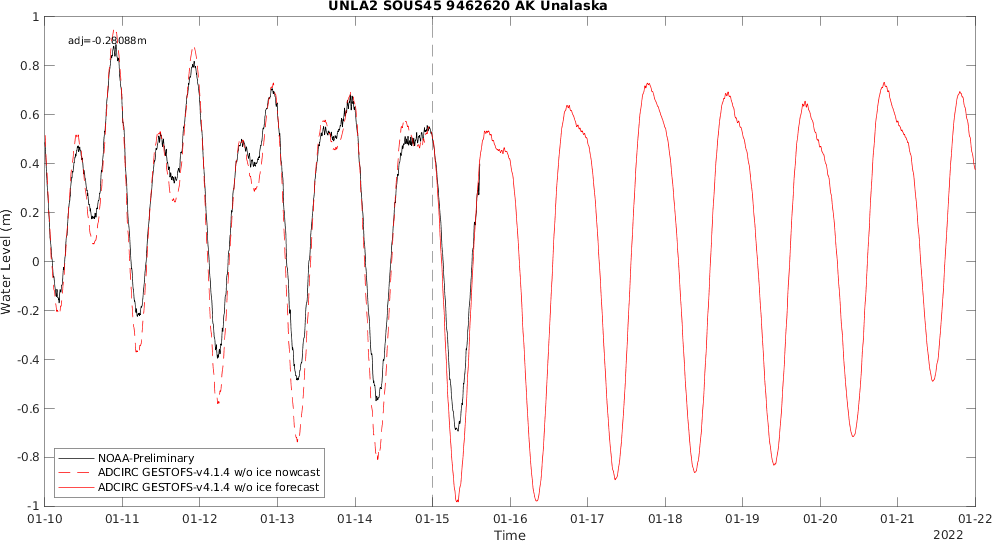 UNLA2 SOUS45 9462620 AK Unalaska
adj=-0.28088m
1
0.8
0.6
0.4
0.2
0
-0.2
-0.4
-0.6
-0.8
-1
Water Level (m)
NOAA-Preliminary
ADCIRC GESTOFS-v4.1.4 w/o ice nowcast
ADCIRC GESTOFS-v4.1.4 w/o ice forecast
01-10 01-11 01-12 01-13 01-14 01-15 01-16 01-17 01-18 01-19 01-20 01-21 01-22
Time
2022